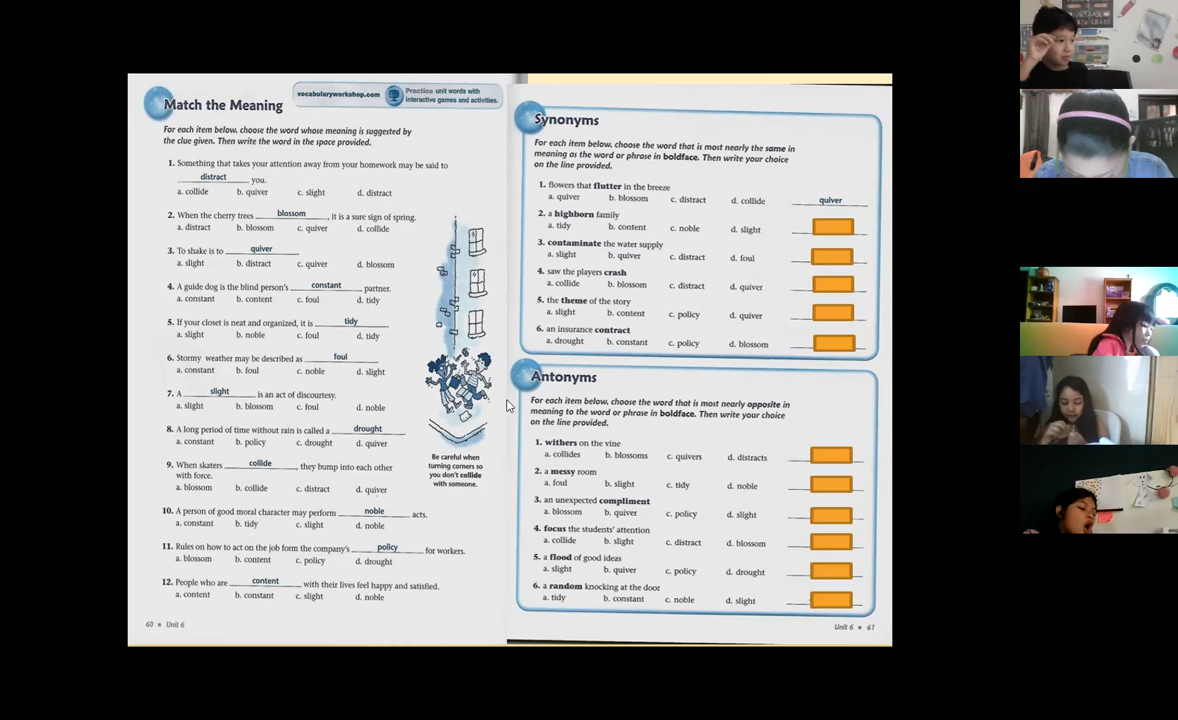 Match the Meaning
vocabularyworkshop.com
Practice unit words with
interactive games and activities.
For each item below, choose the word whose meaning is suggested by
the clue given. Then write the word in the space provided.
1. Something that takes your attention away from your homework may be said to
distract you.
a. collide b. quiver c. slight d. distract
2. When the cherry trees blossom, it is a sure sign of spring.
a. distract b. blossom c. quiver d. collide
3. To shake is to quiver.
a. slight b. distract c. quiver d. blossom
4. A guide dog is the blind person's constant partner.
a. constant b. content c. foul d. tidy
5. If your closet is neat and organized, it is tidy
a. slight b. noble c. foul d. tidy
6. Stormy weather may be described as foul
a. constant b. foul c. noble d. slight
7. A slight is an act of discourtesy.
a. slight b. blossom c. foul d. noble
8. A long period of time without rain is called a drought
a. constant b. policy c. drought d. quiver
9. When skaters collide, they bump into each other
with force.
a. blossom b. collide c. distract d. quiver
10. A person of good moral character may perform noble acts.
a. constant b. tidy c. slight d. noble
11. Rules on how to act on the job form the company's policy for workers.
a. blossom b. content c. policy d. drought
12. People who are content with their lives feel happy and satisfied.
a. content b. constant c. slight d. noble
Be careful when
turning corners so
you don't collide
with someone.
60 • Unit 6
Synonyms
For each item below, choose the word that is most nearly the same in
meaning as the word or phrase in boldface. Then write your choice
on the line provided.
1. flowers that flutter in the breeze
a. quiver b. blossom c. distract d. collide quiver
2. a highborn family
a. tidy b. content c. noble d. slight
3. contaminate the water supply
a. slight b. quiver c. distract d. foul
4. saw the players crash
a. collide b. blossom c. distract d. quiver
5. the theme of the story
a. slight b. content c. policy d. quiver
6. an insurance contract
a. drought b. constant c. policy d. blossom
Antonyms
For each item below, choose the word that is most nearly opposite in
meaning to the word or phrase in boldface. Then write your choice
on the line provided.
1. withers on the vine
a. collides b. blossoms c. quivers d. distracts
2. a messy room
a. foul b. slight c. tidy d. noble
3. an unexpected compliment
a. blossom b. quiver c. policy d. slight
4. focus the students' attention
a. collide b. slight c. distract d. blossom
5. a flood of good ideas
a. slight b. quiver c. policy d. drought
6. a random knocking at the door
a. tidy b. constant c. noble d. slight
Unit 6 • 61